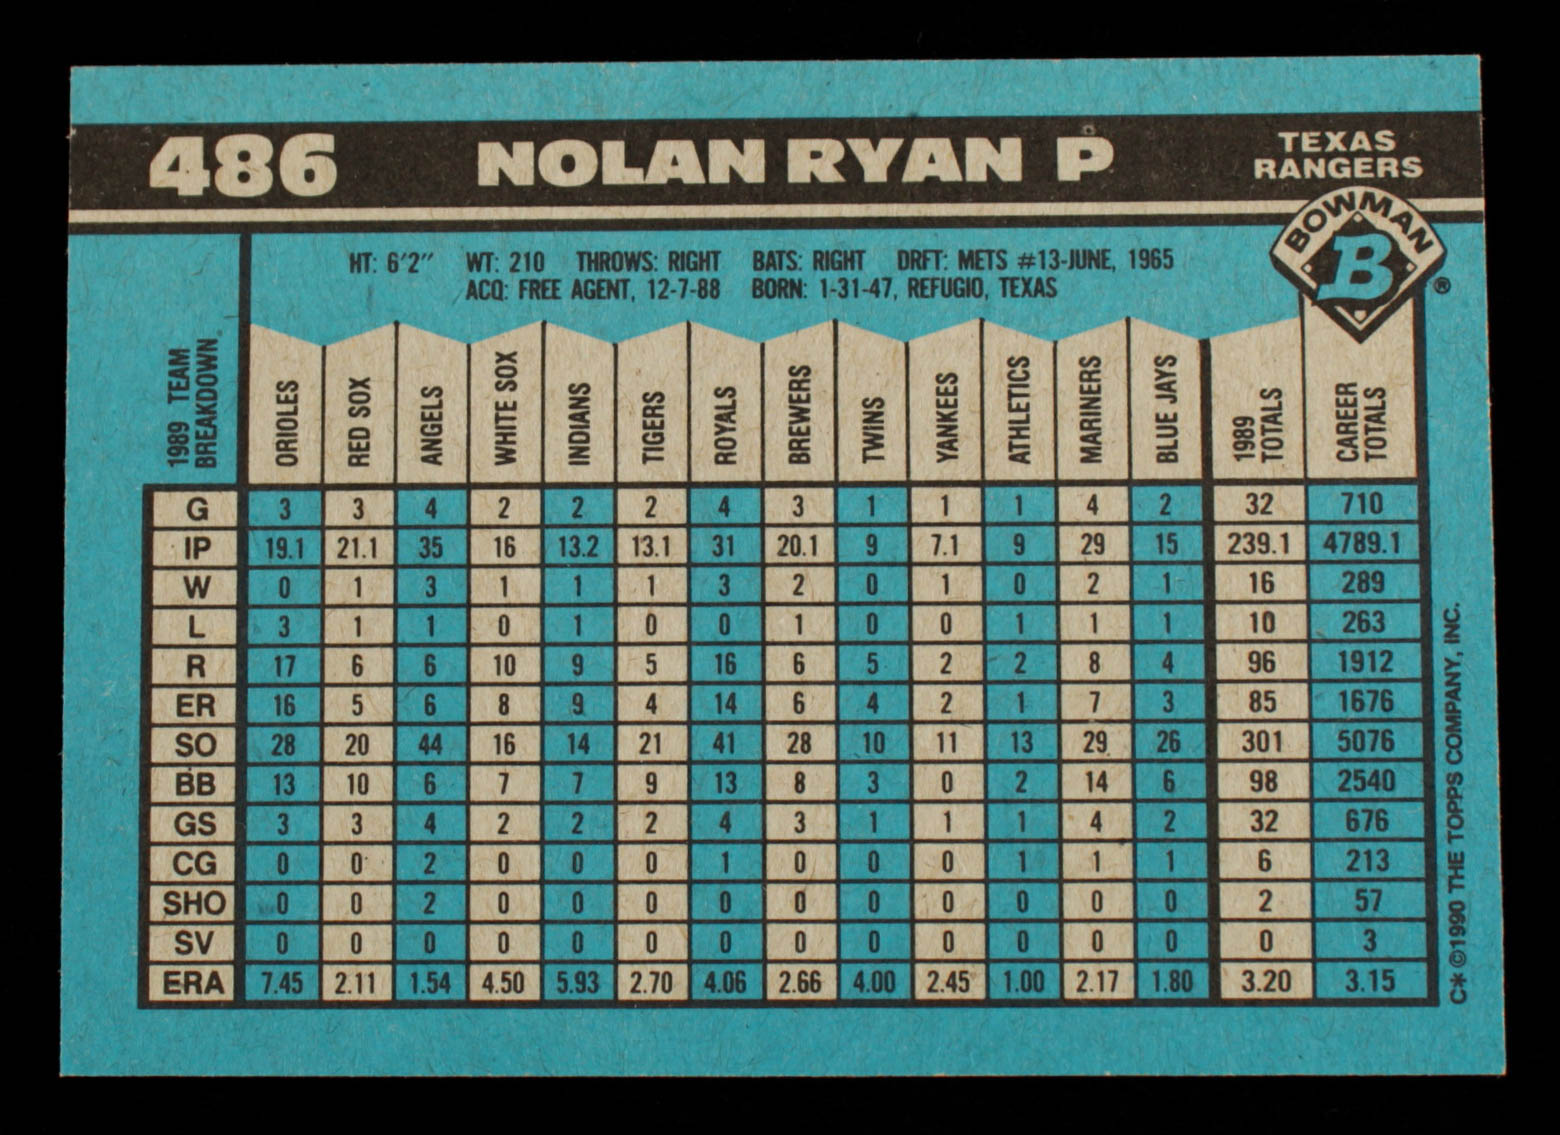 486 NOLAN RYAN P TEXAS RANGERS
BOWMAN B ®
HT: 6'2" WT: 210 THROWS: RIGHT BATS: RIGHT DRFT: METS #13-JUNE, 1965
ACQ: FREE AGENT, 12-7-88 BORN: 1-31-47, REFUGIO, TEXAS
1989 TEAM BREAKDOWN ORIOLES RED SOX ANGELS WHITE SOX INDIANS TIGERS ROYALS BREWERS TWINS YANKEES ATHLETICS MARINERS BLUE JAYS 1989 TOTALS CAREER TOTALS
G 3 3 4 2 2 2 4 3 1 1 1 4 2 32 710
IP 19.1 21.1 35 16 13.2 13.1 31 20.1 9 7.1 9 29 15 239.1 4789.1
W 0 1 3 1 1 1 3 2 0 1 0 2 1 16 289
L 3 1 1 0 1 0 0 1 0 0 1 1 1 10 263
R 17 6 6 10 9 5 16 6 5 2 2 8 4 96 1912
ER 16 5 6 8 9 4 14 6 4 2 1 7 3 85 1676
SO 28 20 44 16 14 21 41 28 10 11 13 29 26 301 5076
BB 13 10 6 7 7 9 13 8 3 0 2 14 6 98 2540
GS 3 3 4 2 2 2 4 3 1 1 1 4 2 32 676
CG 0 0 2 0 0 0 1 0 0 0 1 1 1 6 213
SHO 0 0 2 0 0 0 0 0 0 0 0 0 0 2 57
SV 0 0 0 0 0 0 0 0 0 0 0 0 0 0 3
ERA 7.45 2.11 1.54 4.50 5.93 2.70 4.06 2.66 4.00 2.45 1.00 2.17 1.80 3.20 3.15
C* ©1990 THE TOPPS COMPANY, INC.